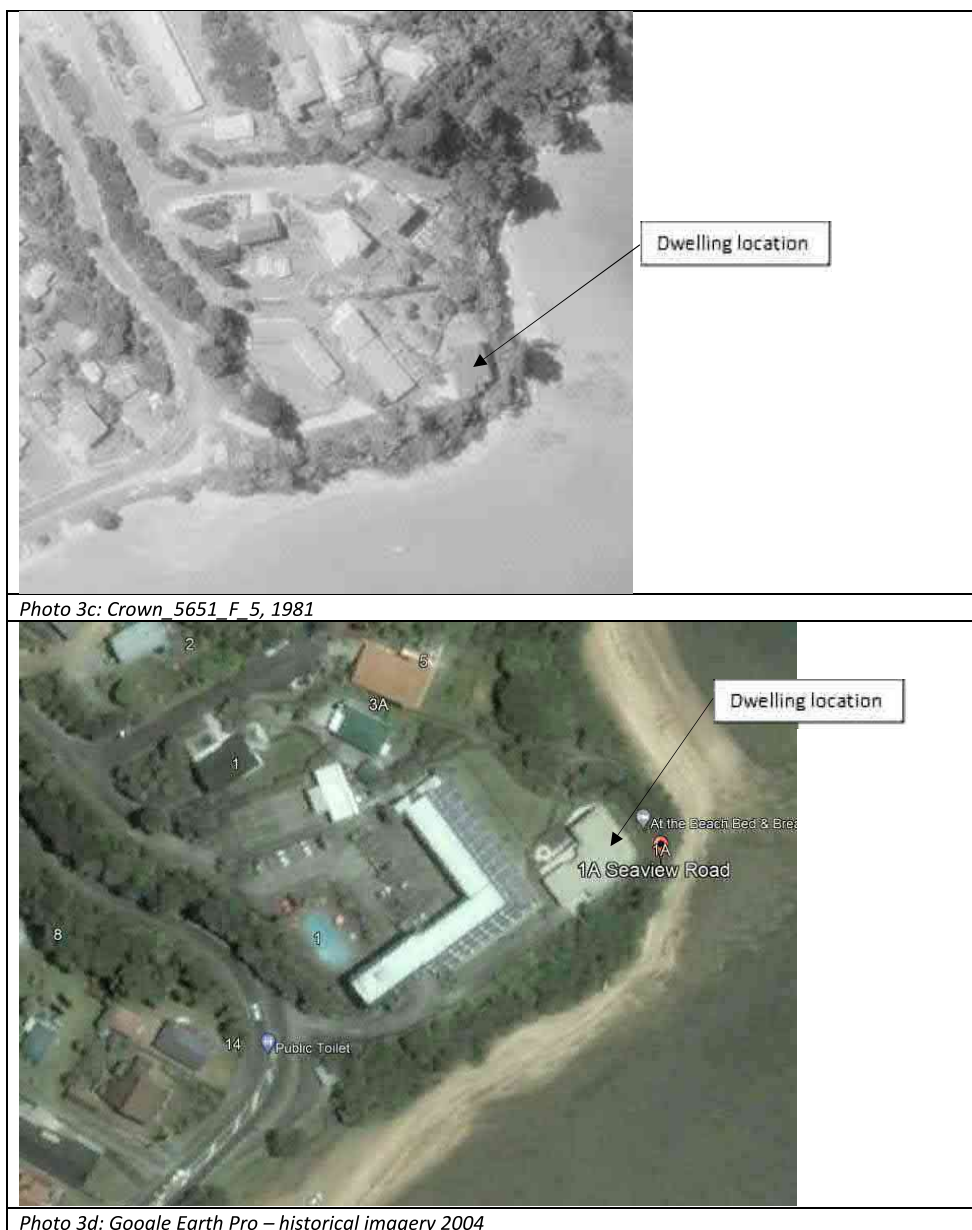 Dwelling location
Photo 3c: Crown_5651_F_5, 1981
2
5
3A
Dwelling location
1
At the Beach Bed & Brea
1A
1A Seaview Road
8
1
14
Public Toilet
Photo 3d: Google Earth Pro – historical imagery 2004